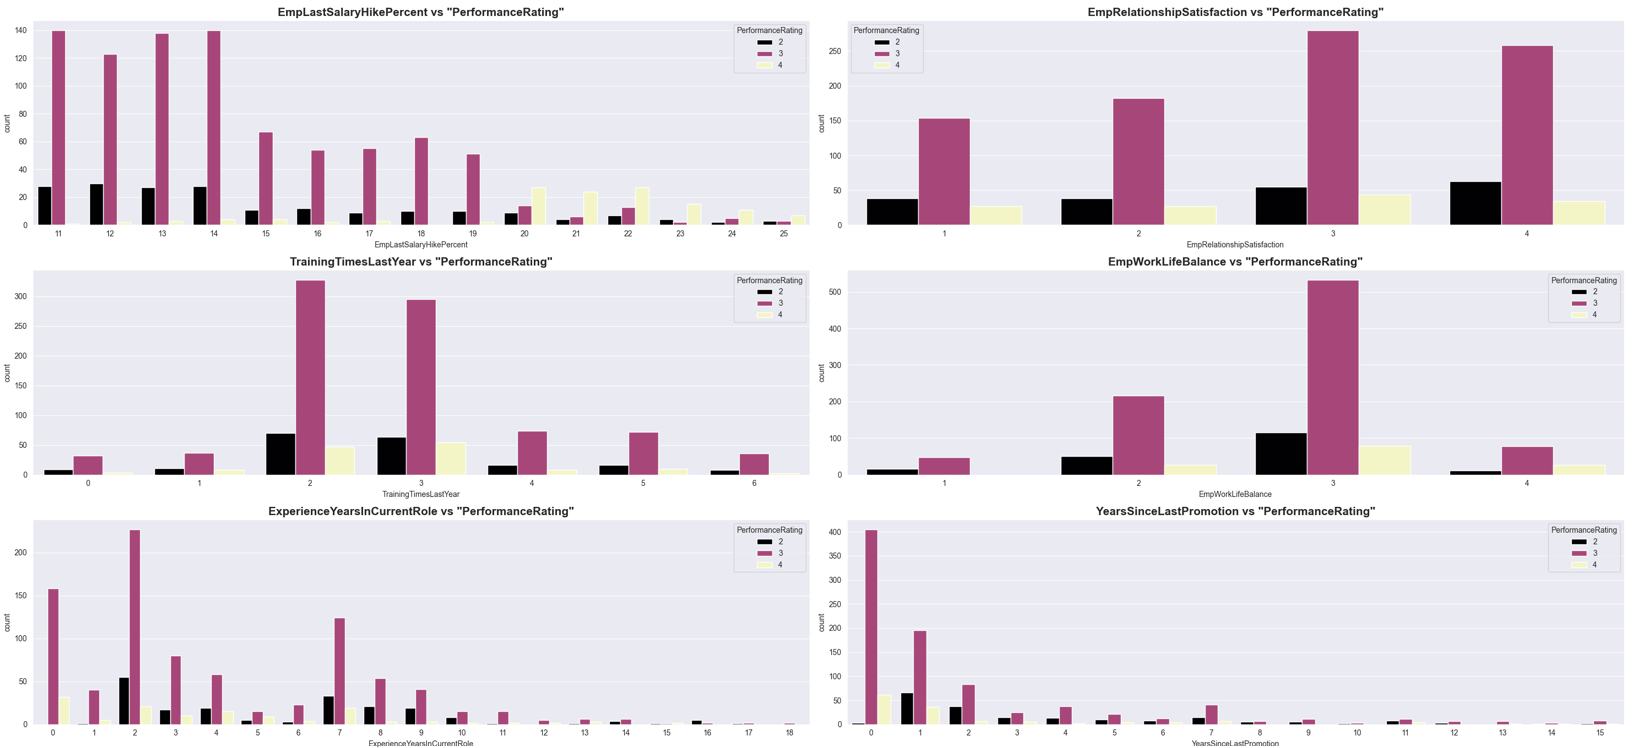 EmpLastSalaryHikePercent vs "PerformanceRating"
PerformanceRating
2
3
4
count
140
120
100
80
60
40
20
0
11 12 13 14 15 16 17 18 19 20 21 22 23 24 25
EmpLastSalaryHikePercent
EmpRelationshipSatisfaction vs "PerformanceRating"
PerformanceRating
2
3
4
count
250
200
150
100
50
0
1 2 3 4
EmpRelationshipSatisfaction
TrainingTimesLastYear vs "PerformanceRating"
PerformanceRating
2
3
4
count
300
250
200
150
100
50
0
0 1 2 3 4 5 6
TrainingTimesLastYear
EmpWorkLifeBalance vs "PerformanceRating"
PerformanceRating
2
3
4
count
500
400
300
200
100
0
1 2 3 4
EmpWorkLifeBalance
ExperienceYearsInCurrentRole vs "PerformanceRating"
PerformanceRating
2
3
4
count
200
150
100
50
0
0 1 2 3 4 5 6 7 8 9 10 11 12 13 14 15 16 17 18
ExperienceYearsInCurrentRole
YearsSinceLastPromotion vs "PerformanceRating"
PerformanceRating
2
3
4
count
400
350
300
250
200
150
100
50
0
0 1 2 3 4 5 6 7 8 9 10 11 12 13 14 15
YearsSinceLastPromotion